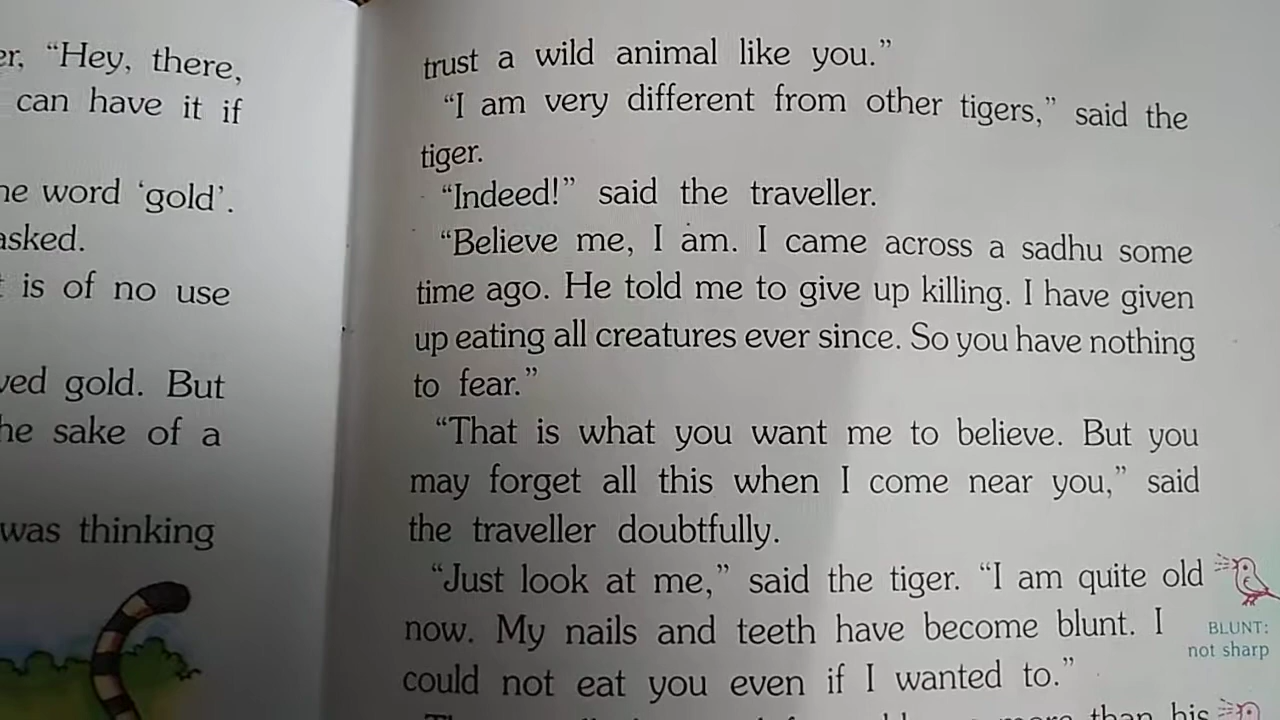 er, “Hey, there,
can have it if
he word ‘gold’.
asked.
is of no use
ved gold. But
he sake of a
was thinking
trust a wild animal like you.”
“I am very different from other tigers,” said the
tiger.
“Indeed!” said the traveller.
“Believe me, I am. I came across a sadhu some
time ago. He told me to give up killing. I have given
up eating all creatures ever since. So you have nothing
to fear.”
“That is what you want me to believe. But you
may forget all this when I come near you,” said
the traveller doubtfully.
“Just look at me,” said the tiger. “I am quite old
now. My nails and teeth have become blunt. I
could not eat you even if I wanted to.”
than his
BLUNT:
not sharp